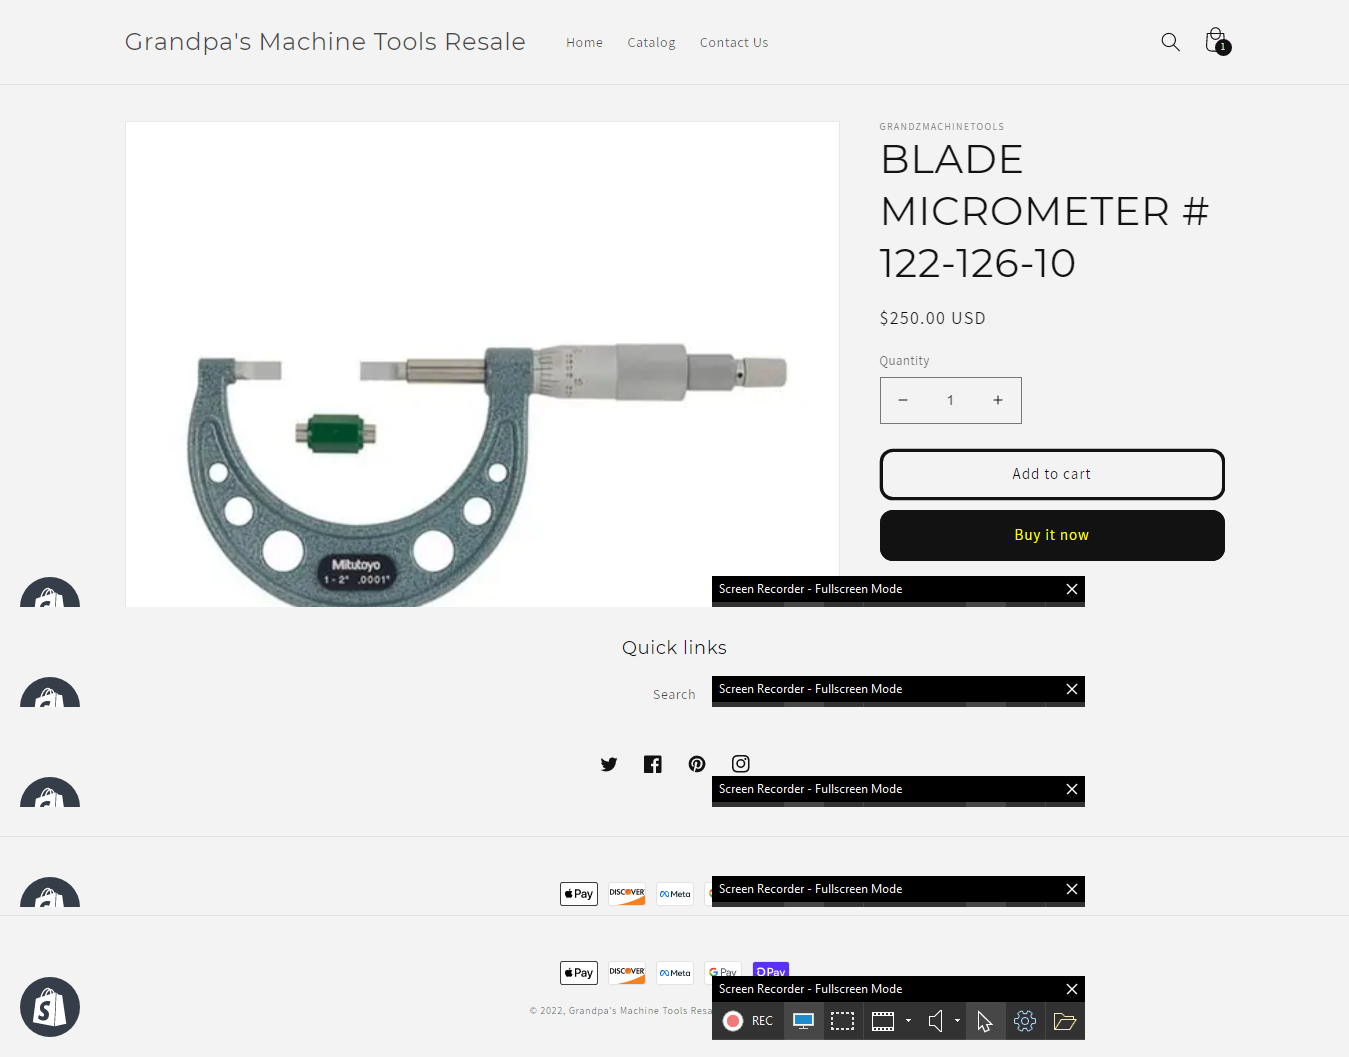 Grandpa's Machine Tools Resale
Home
Catalog
Contact Us
1
GRANDZMACHINETOOLS
BLADE
MICROMETER #
122-126-10
$250.00 USD
Quantity
1
Add to cart
Buy it now
Mitutoyo
1 - 2" .0001"
Screen Recorder - Fullscreen Mode
Quick links
Search
Screen Recorder - Fullscreen Mode
Screen Recorder - Fullscreen Mode
Pay
DISCOVER
Meta
Screen Recorder - Fullscreen Mode
Pay
DISCOVER
Meta
G Pay
Pay
Screen Recorder - Fullscreen Mode
© 2022, Grandpa's Machine Tools Resa
REC